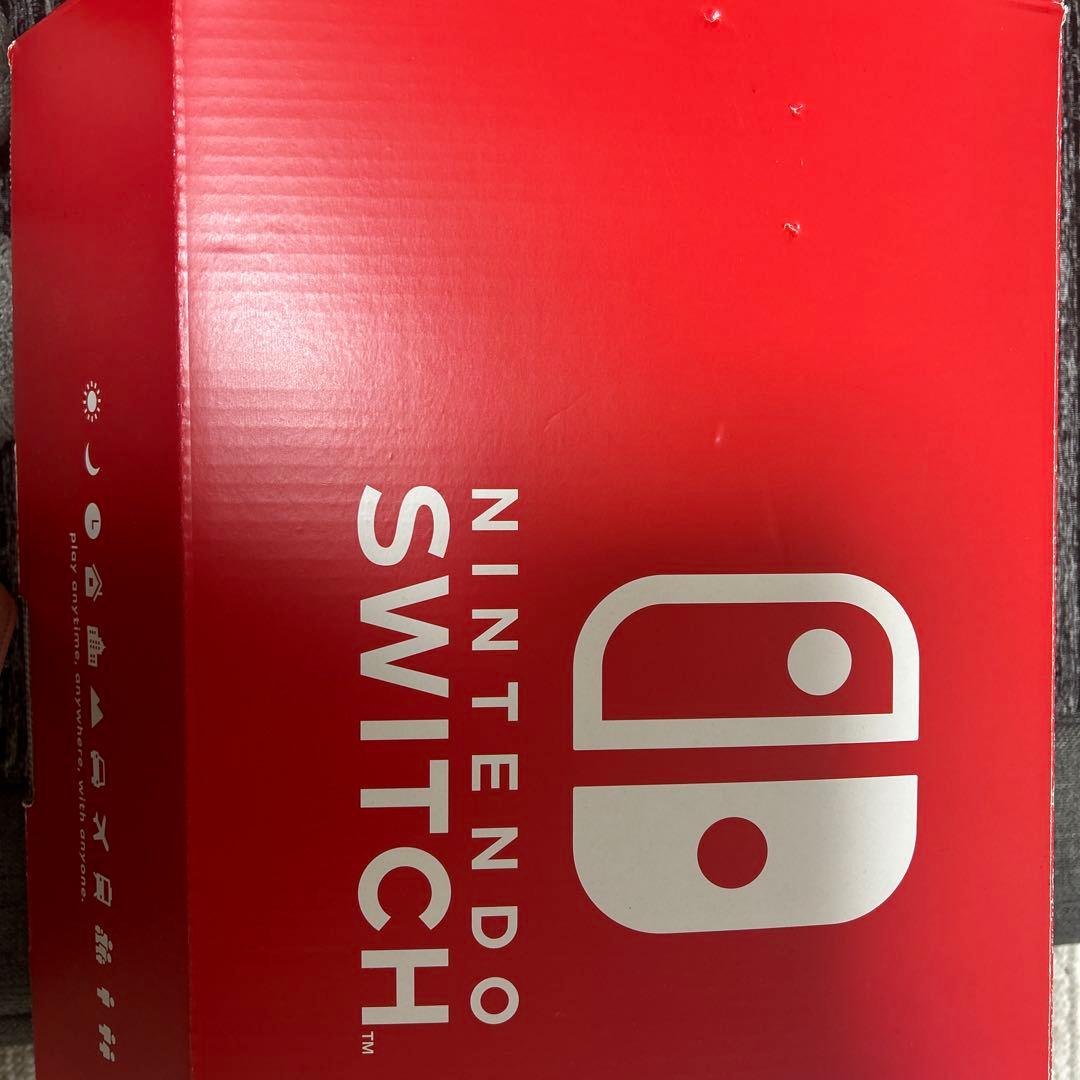 NINTENDO
SWITCH™
play anytime, anywhere, with anyone.